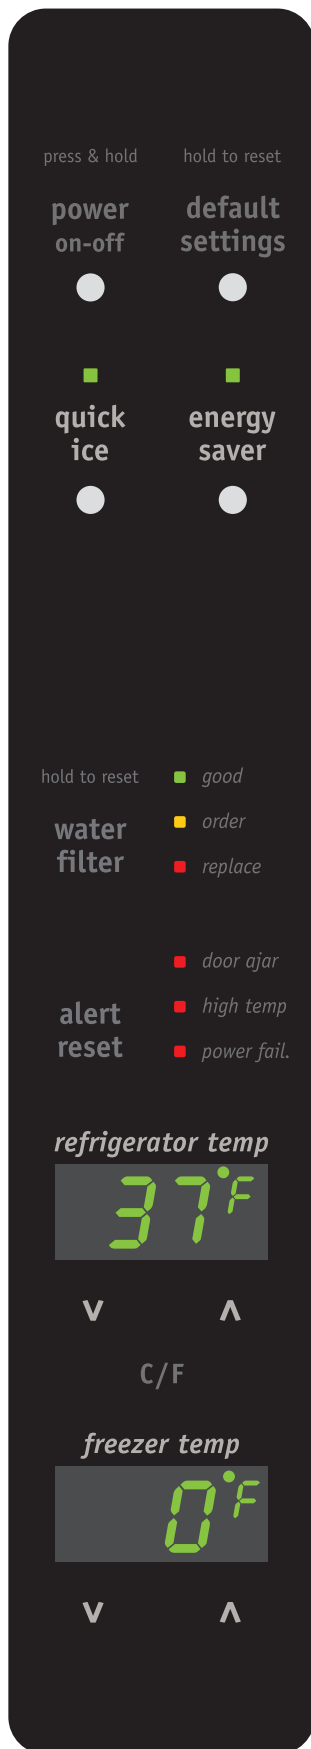 press & hold
hold to reset
power
on-off
default
settings
quick
ice
energy
saver
hold to reset
water
filter
good
order
replace
alert
reset
door ajar
high temp
power fail.
refrigerator temp
37°F
v ʌ
C/F
freezer temp
0°F
v ʌ